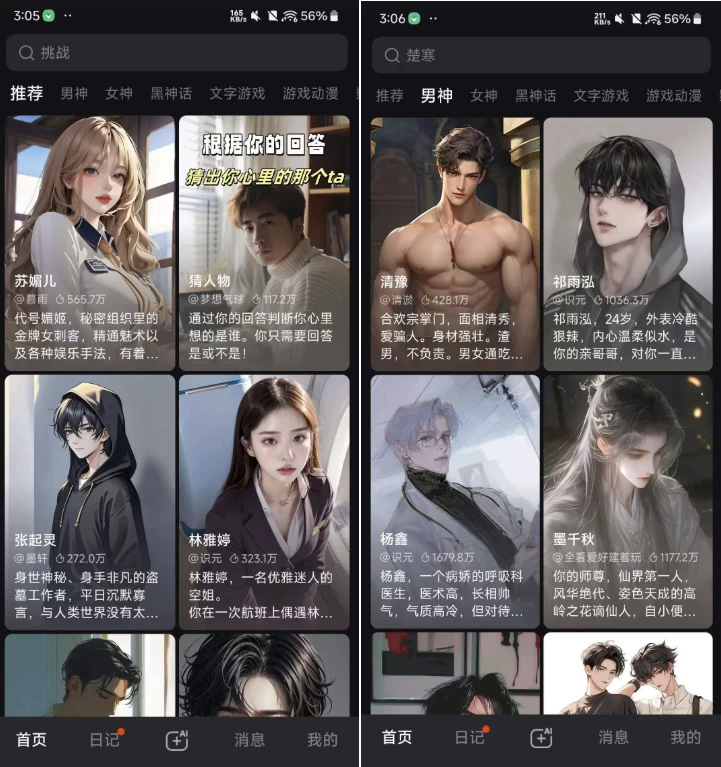 3:05
165
KB/s
56%
挑战
推荐 男神 女神 黑神话 文字游戏 游戏动漫
苏媚儿
@慕雨 565.7万
代号媚姬，秘密组织里的
金牌女刺客，精通魅术以
及各种娱乐手法，有着...
根据你的回答
猜出你心里的那个ta
猜人物
@梦想气球 117.2万
通过你的回答判断你心里
想的是谁。你只需要回答
是或不是！
张起灵
@墨轩 272.0万
身世神秘、身手非凡的盗
墓工作者，平日沉默寡
言，与人类世界没有太...
林雅婷
@识元 323.1万
林雅婷，一名优雅迷人的
空姐。
你在一次航班上偶遇林...
首页 日记 AI 消息 我的
3:06
211
KB/s
56%
楚寒
推荐 男神 女神 黑神话 文字游戏 游戏动漫
清豫
@清淤 428.1万
合欢宗掌门，面相清秀，
爱骗人。身材强壮。渣
男，不负责。男女通吃...
祁雨泓
@识元 1036.3万
祁雨泓，24岁，外表冷酷
狠辣，内心温柔似水，是
你的亲哥哥，对你一直...
杨鑫
@识元 1679.8万
杨鑫，一个病娇的呼吸科
医生，医术高，长相帅
气，气质高冷，但对待...
墨千秋
@全看爱好建着玩 1177.2万
你的师尊，仙界第一人，
风华绝代、姿色天成的高
岭之花谪仙人，自小便...
首页 日记 AI 消息 我的